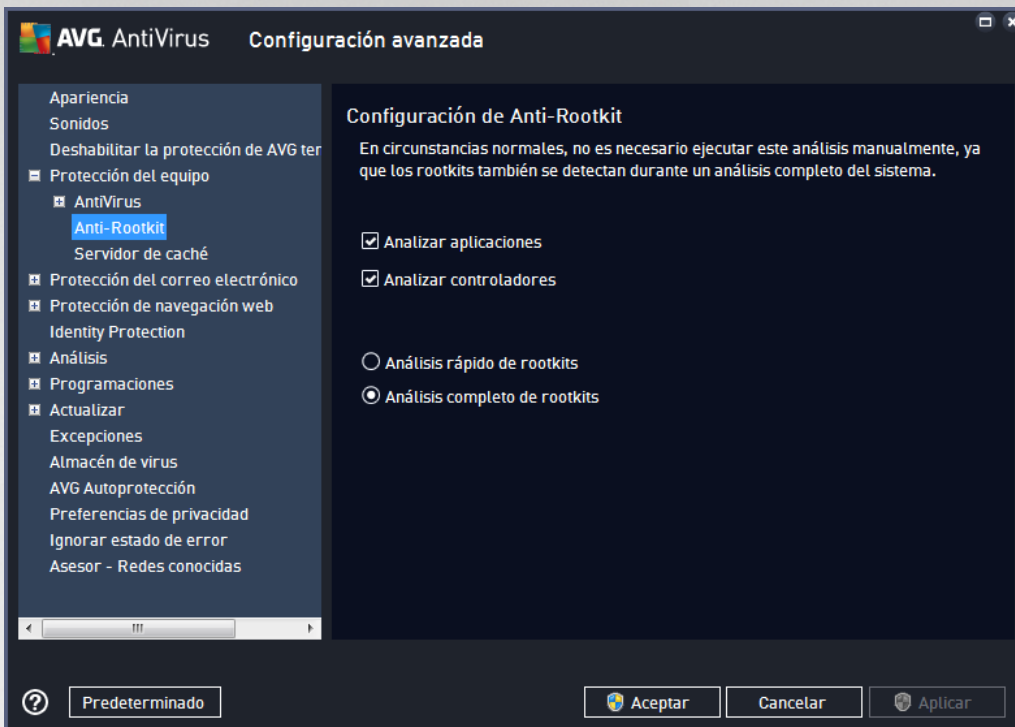 AVG. AntiVirus Configuración avanzada
Apariencia
Sonidos
Deshabilitar la protección de AVG ter
Protección del equipo
AntiVirus
Anti-Rootkit
Servidor de caché
Protección del correo electrónico
Protección de navegación web
Identity Protection
Análisis
Programaciones
Actualizar
Excepciones
Almacén de virus
AVG Autoprotección
Preferencias de privacidad
Ignorar estado de error
Asesor - Redes conocidas
Configuración de Anti-Rootkit
En circunstancias normales, no es necesario ejecutar este análisis manualmente, ya
que los rootkits también se detectan durante un análisis completo del sistema.
Analizar aplicaciones
Analizar controladores
Análisis rápido de rootkits
Análisis completo de rootkits
Predeterminado
Aceptar
Cancelar
Aplicar